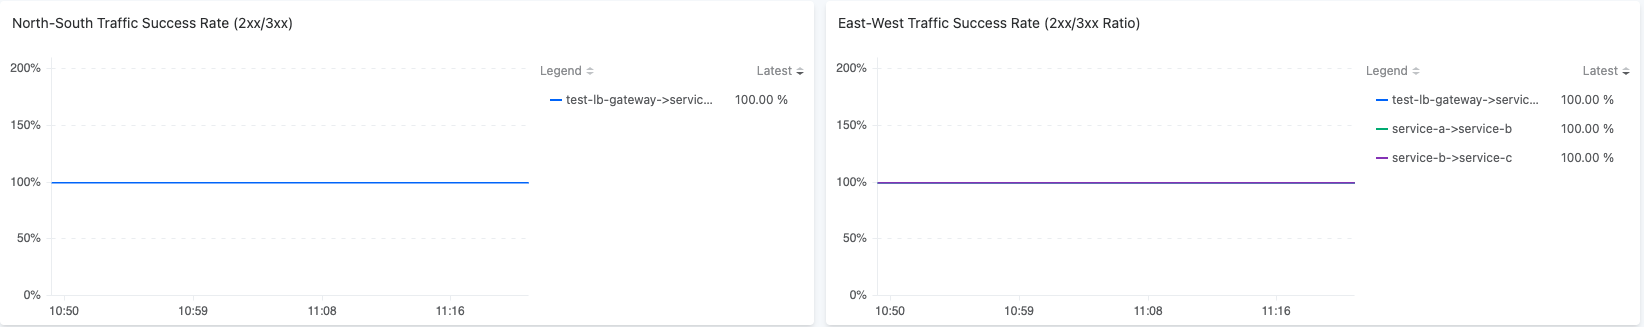 North-South Traffic Success Rate (2xx/3xx)
200%
150%
100%
50%
0%
10:50 10:59 11:08 11:16
Legend Latest
test-lb-gateway->servic... 100.00 %
East-West Traffic Success Rate (2xx/3xx Ratio)
200%
150%
100%
50%
0%
10:50 10:59 11:08 11:16
Legend Latest
test-lb-gateway->servic... 100.00 %
service-a->service-b 100.00 %
service-b->service-c 100.00 %